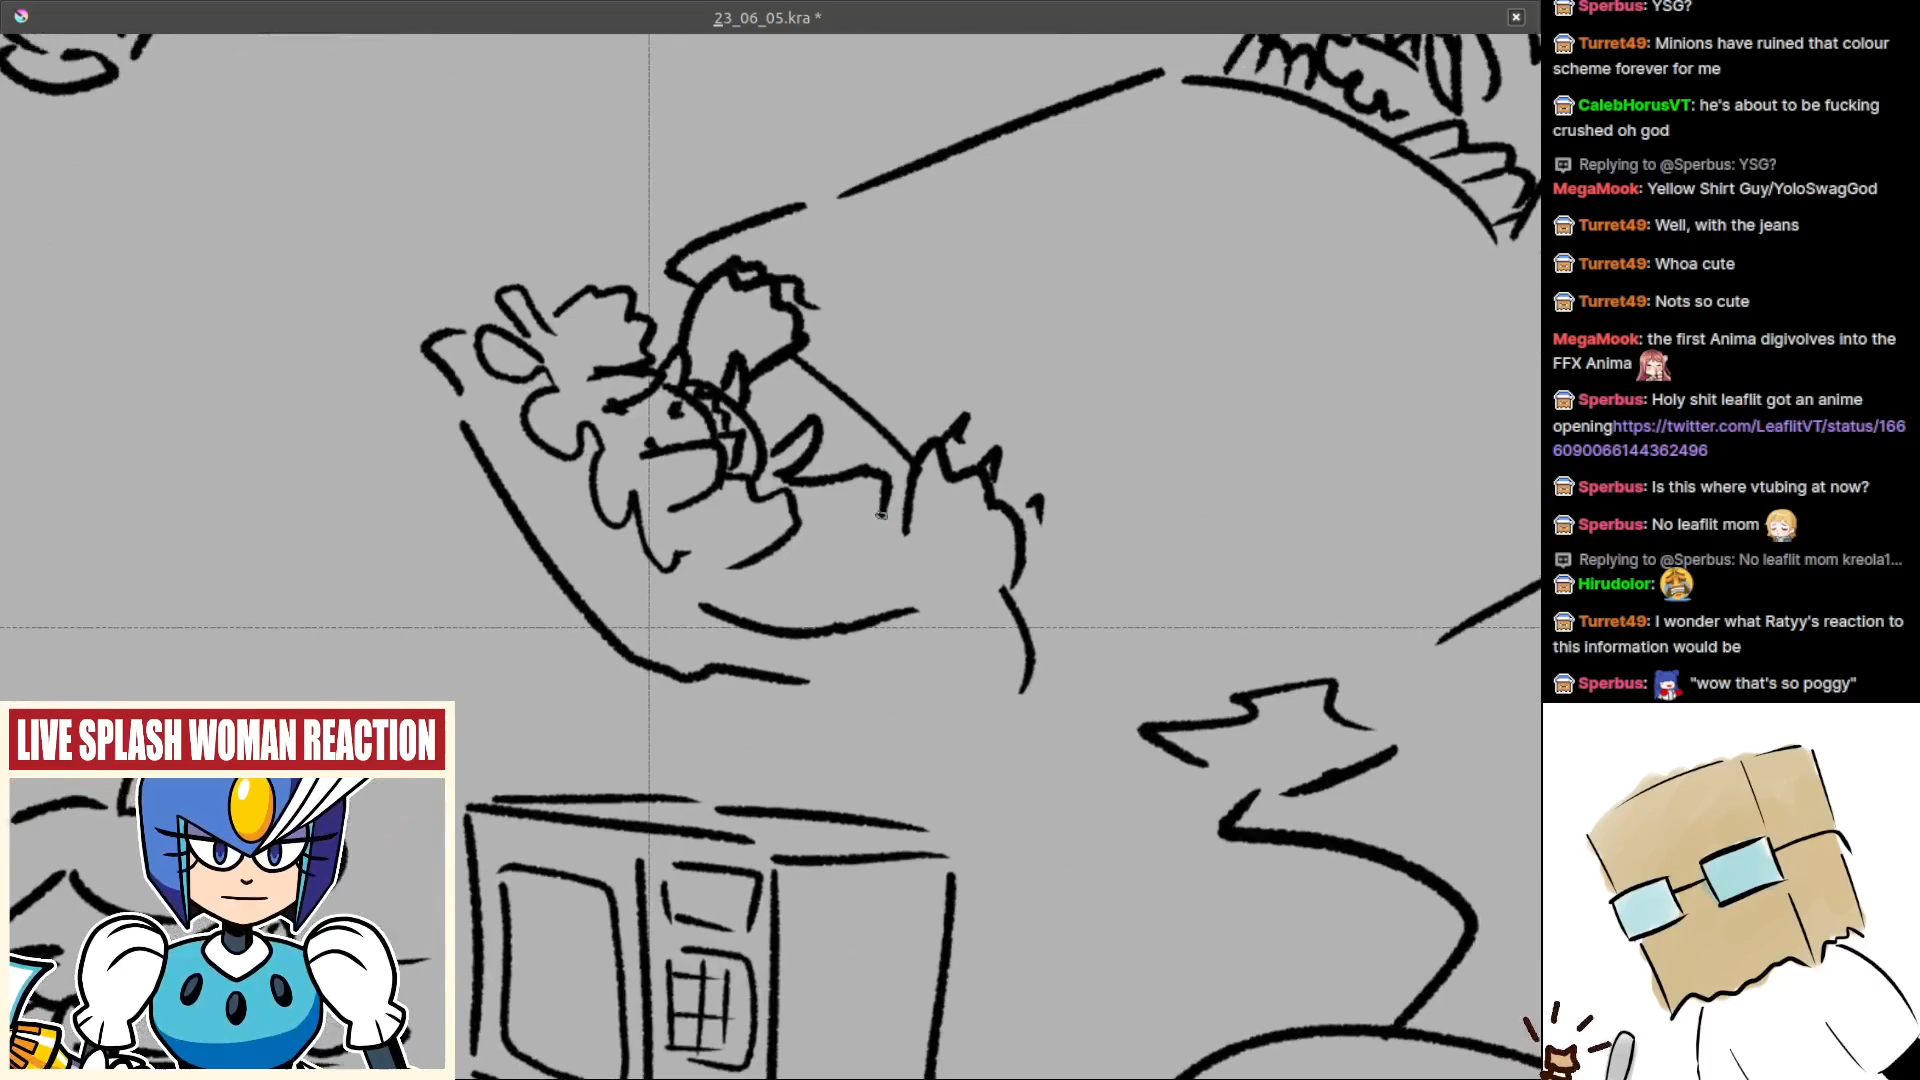 23_06_05.kra *
Sperbus: YSG?
Turret49: Minions have ruined that colour
scheme forever for me
CalebHorusVT: he's about to be fucking
crushed oh god
Replying to @Sperbus: YSG?
MegaMook: Yellow Shirt Guy/YoloSwagGod
Turret49: Well, with the jeans
Turret49: Whoa cute
Turret49: Nots so cute
MegaMook: the first Anima digivolves into the
FFX Anima
Sperbus: Holy shit leaflit got an anime
openinghttps://twitter.com/LeaflitVT/status/166
6090066144362496
Sperbus: Is this where vtubing at now?
Sperbus: No leaflit mom
Replying to @Sperbus: No leaflit mom kreola1...
Hirudolor:
Turret49: I wonder what Ratyy's reaction to
this information would be
Sperbus: "wow that's so poggy"
LIVE SPLASH WOMAN REACTION